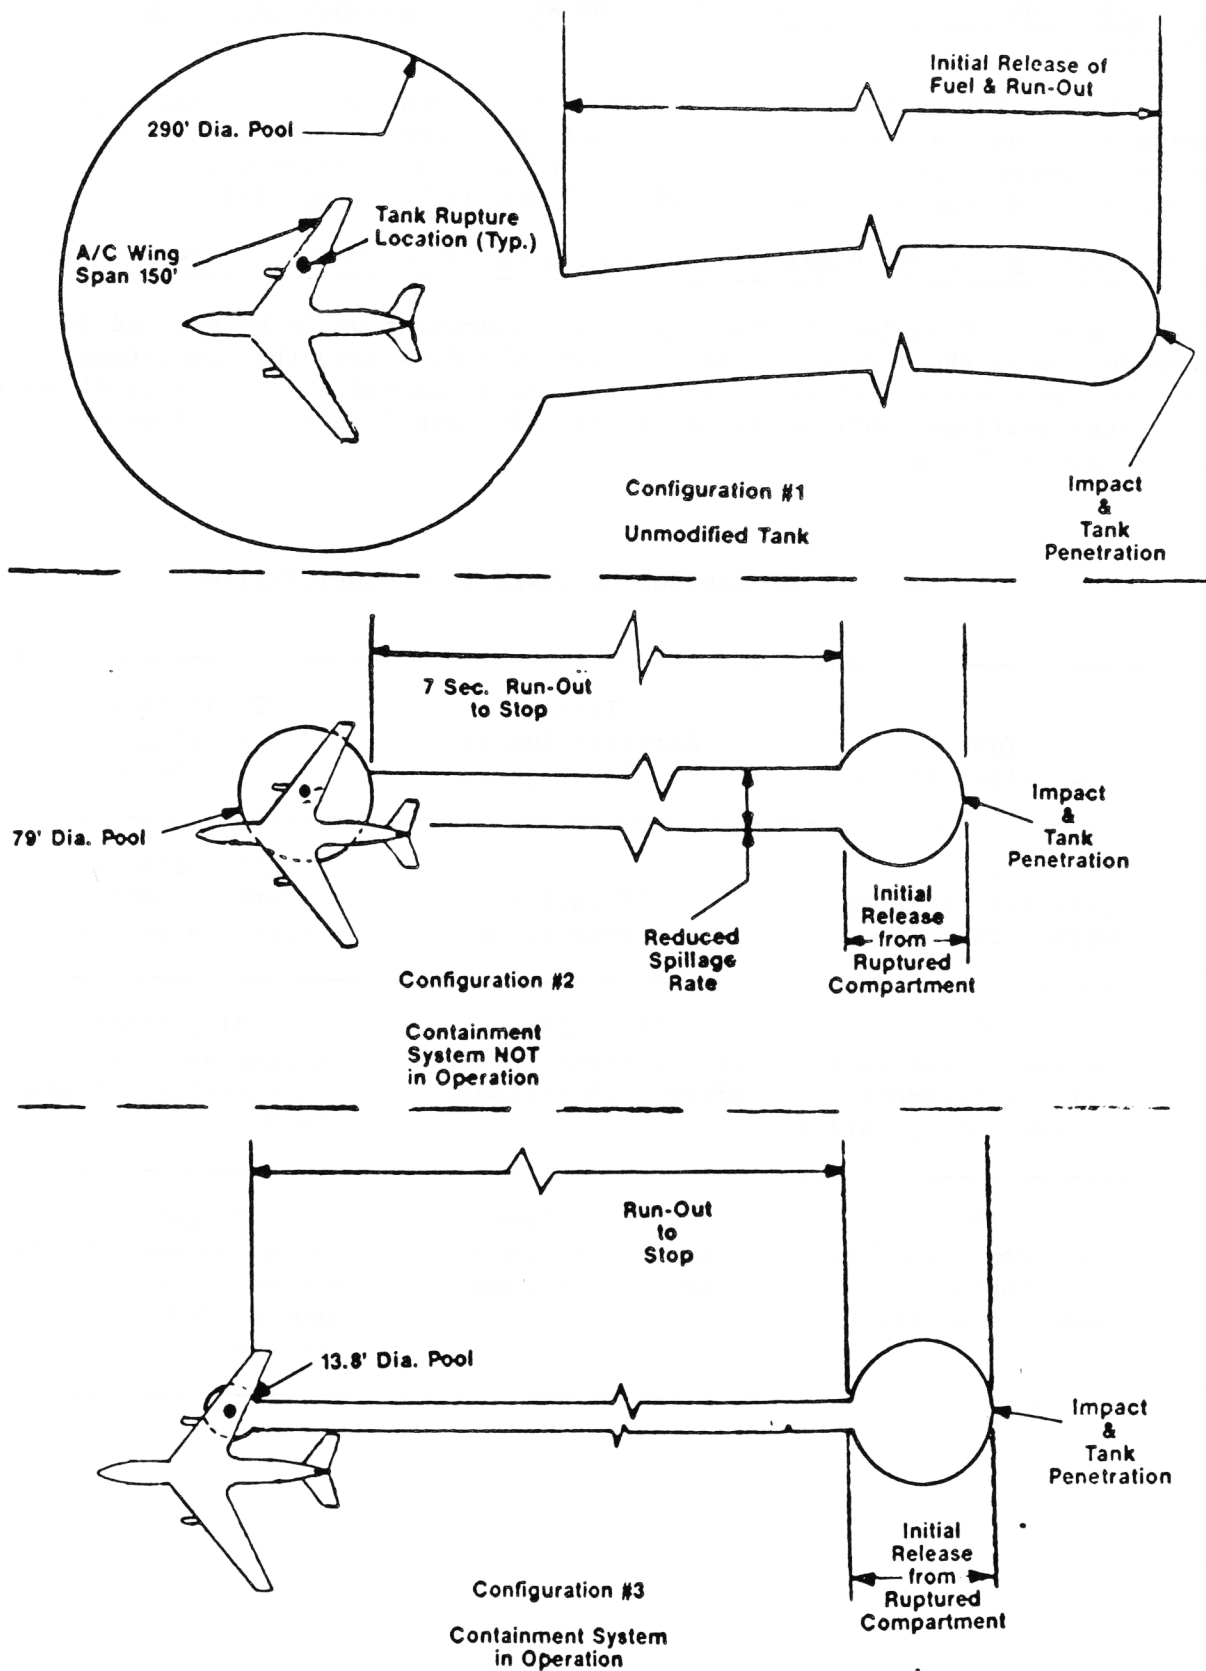 Initial Release of
Fuel & Run-Out
290' Dia. Pool
Tank Rupture
Location (Typ.)
A/C Wing
Span 150'
Configuration #1
Unmodified Tank
Impact
&
Tank
Penetration
7 Sec. Run-Out
to Stop
79' Dia. Pool
Impact
&
Tank
Penetration
Reduced
Spillage
Rate
Initial
Release
from
Ruptured
Compartment
Configuration #2
Containment
System NOT
in Operation
Run-Out
to
Stop
13.8' Dia. Pool
Impact
&
Tank
Penetration
Initial
Release
from
Ruptured
Compartment
Configuration #3
Containment System
in Operation